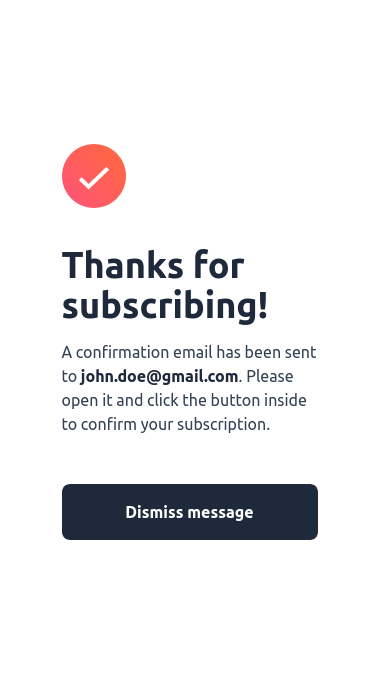 Thanks for
subscribing!
A confirmation email has been sent
to john.doe@gmail.com. Please
open it and click the button inside
to confirm your subscription.
Dismiss message